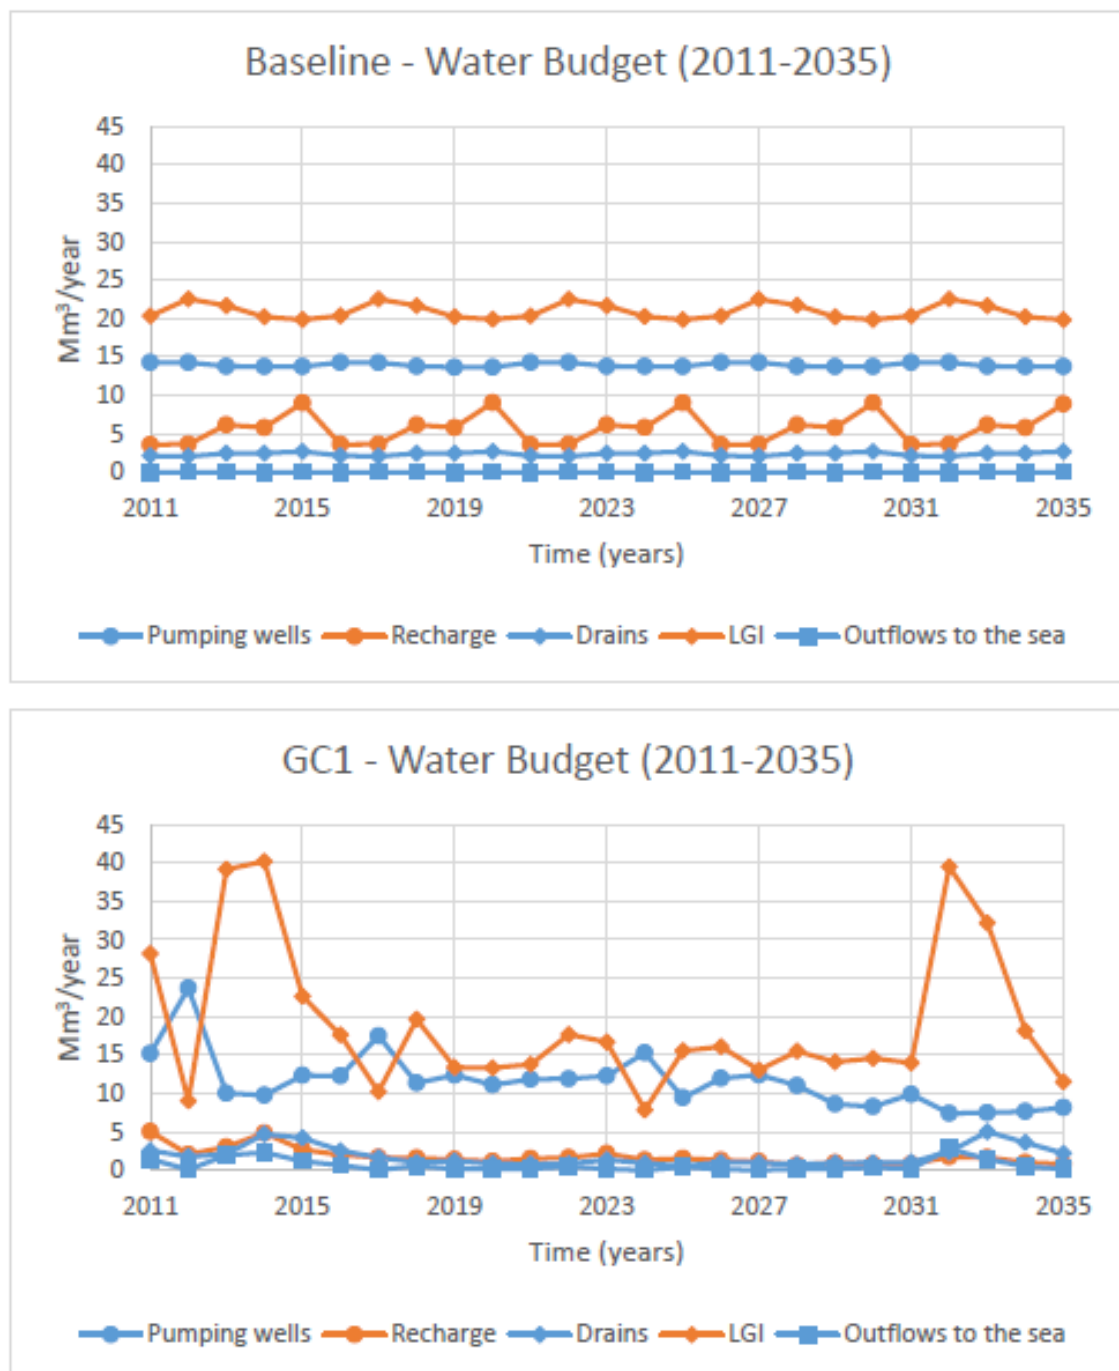 Baseline - Water Budget (2011-2035)
45
40
35
30
25
20
15
10
5
0
Mm³/year
2011 2015 2019 2023 2027 2031 2035
Time (years)
Pumping wells Recharge Drains LGI Outflows to the sea
GC1 - Water Budget (2011-2035)
45
40
35
30
25
20
15
10
5
0
Mm³/year
2011 2015 2019 2023 2027 2031 2035
Time (years)
Pumping wells Recharge Drains LGI Outflows to the sea